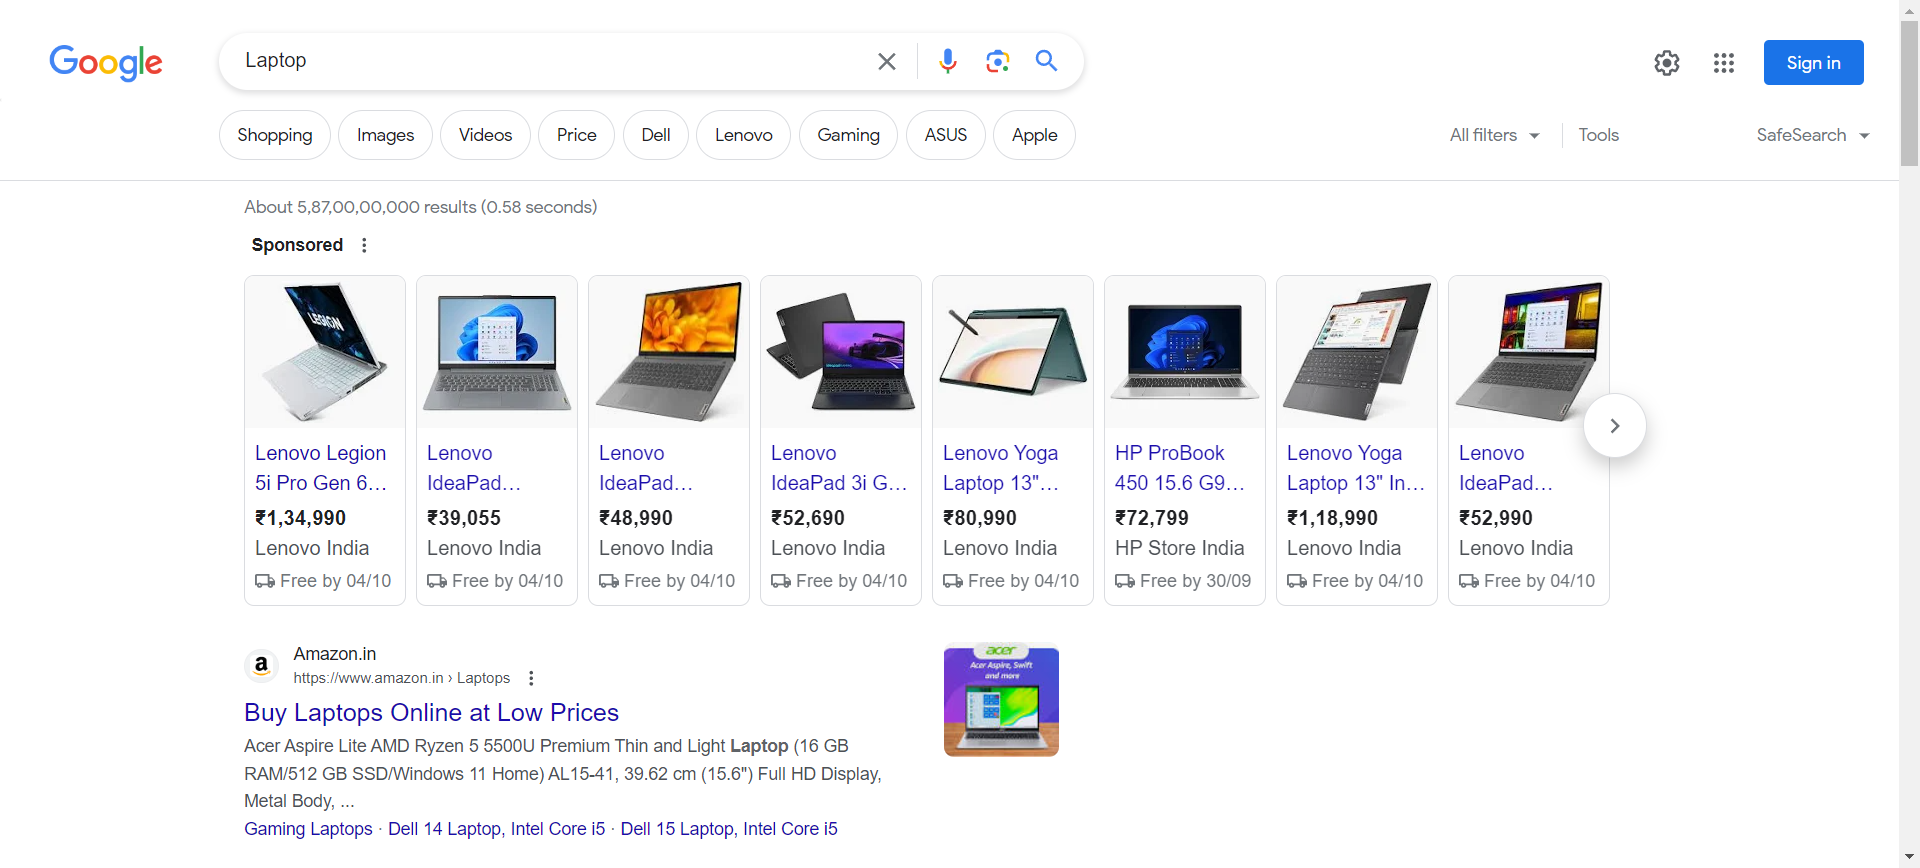 Google
Laptop
Sign in
Shopping
Images
Videos
Price
Dell
Lenovo
Gaming
ASUS
Apple
All filters
Tools
SafeSearch
About 5,87,00,00,000 results (0.58 seconds)
Sponsored
LEGION
Lenovo Legion
5i Pro Gen 6...
₹1,34,990
Lenovo India
Free by 04/10
Lenovo
IdeaPad...
₹39,055
Lenovo India
Free by 04/10
Lenovo
IdeaPad...
₹48,990
Lenovo India
Free by 04/10
Lenovo
IdeaPad 3i G...
₹52,690
Lenovo India
Free by 04/10
Lenovo Yoga
Laptop 13"...
₹80,990
Lenovo India
Free by 04/10
HP ProBook
450 15.6 G9...
₹72,799
HP Store India
Free by 30/09
Lenovo Yoga
Laptop 13" In...
₹1,18,990
Lenovo India
Free by 04/10
Lenovo
IdeaPad...
₹52,990
Lenovo India
Free by 04/10
a
Amazon.in
https://www.amazon.in › Laptops
Buy Laptops Online at Low Prices
Acer Aspire Lite AMD Ryzen 5 5500U Premium Thin and Light Laptop (16 GB
RAM/512 GB SSD/Windows 11 Home) AL15-41, 39.62 cm (15.6") Full HD Display,
Metal Body, ...
Gaming Laptops · Dell 14 Laptop, Intel Core i5 · Dell 15 Laptop, Intel Core i5
acer
Acer Aspire, Swift
and more